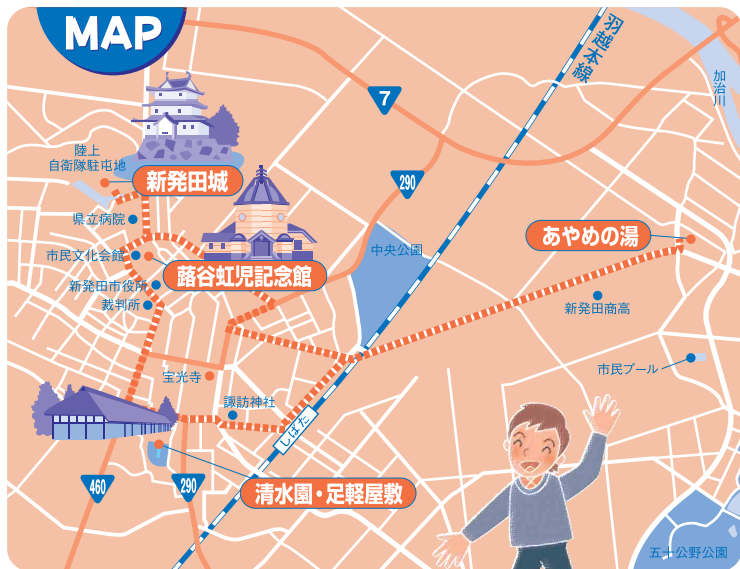 MAP
羽越本線
加治川
7
陸上
自衛隊駐屯地
新発田城
290
県立病院
あやめの湯
市民文化会館
中央公園
蕗谷虹児記念館
新発田市役所
裁判所
新発田商高
市民プール
宝光寺
諏訪神社
しばた
460
290
清水園・足軽屋敷
五十公野公園